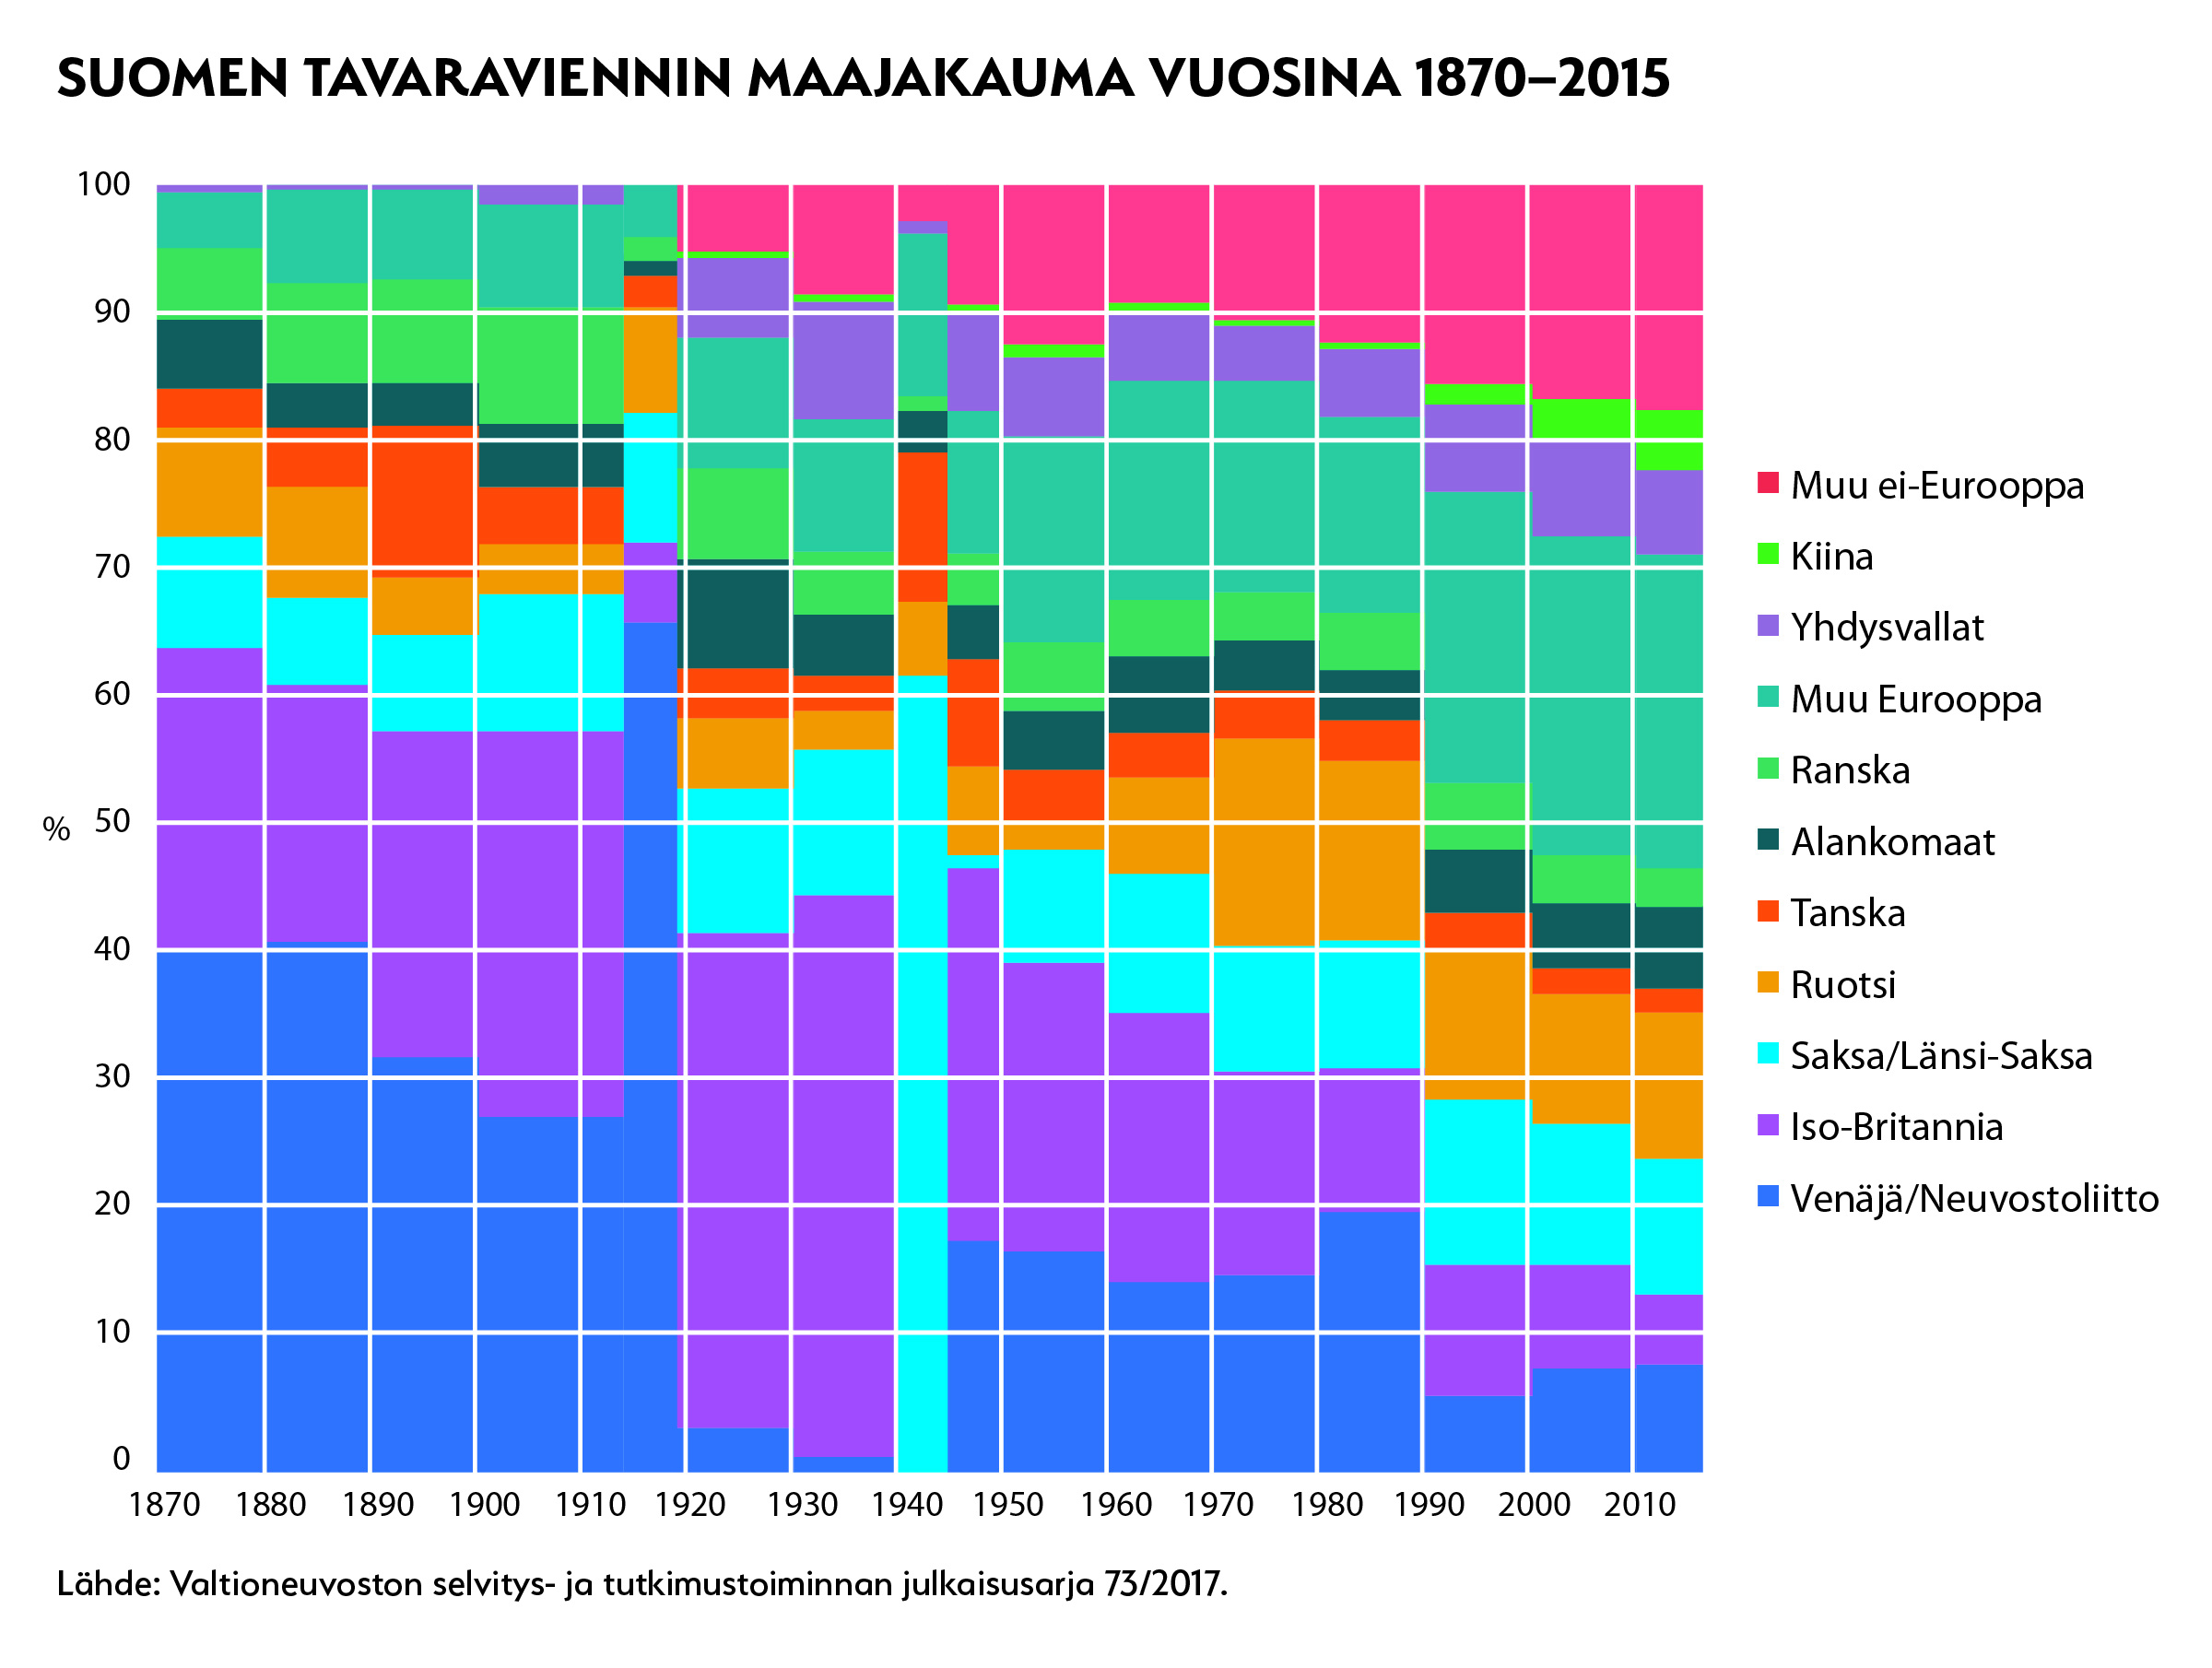 SUOMEN TAVARAVIENNIN MAAJAKAUMA VUOSINA 1870–2015
100
90
80
70
60
% 50
40
30
20
10
0
1870 1880 1890 1900 1910 1920 1930 1940 1950 1960 1970 1980 1990 2000 2010
Muu ei-Eurooppa
Kiina
Yhdysvallat
Muu Eurooppa
Ranska
Alankomaat
Tanska
Ruotsi
Saksa/Länsi-Saksa
Iso-Britannia
Venäjä/Neuvostoliitto
Lähde: Valtioneuvoston selvitys- ja tutkimustoiminnan julkaisusarja 73/2017.